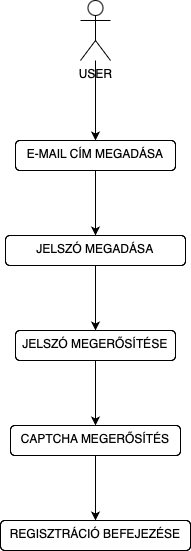 USER
E-MAIL CÍM MEGADÁSA
JELSZÓ MEGADÁSA
JELSZÓ MEGERŐSÍTÉSE
CAPTCHA MEGERŐSÍTÉS
REGISZTRÁCIÓ BEFEJEZÉSE